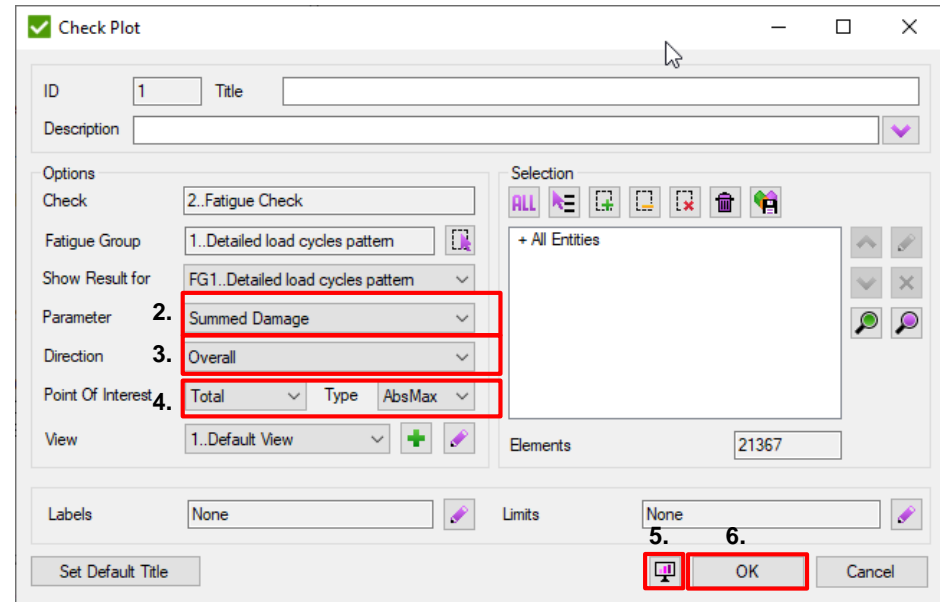 Check Plot
ID 1 Title
Description
Options
Check 2..Fatigue Check
Fatigue Group 1..Detailed load cycles pattern
Show Result for FG1..Detailed load cycles pattern
Parameter 2. Summed Damage
Direction 3. Overall
Point Of Interest 4. Total Type AbsMax
View 1..Default View
Selection
ALL
+ All Entities
Elements 21367
Labels None
Limits None
5. 6.
Set Default Title OK Cancel